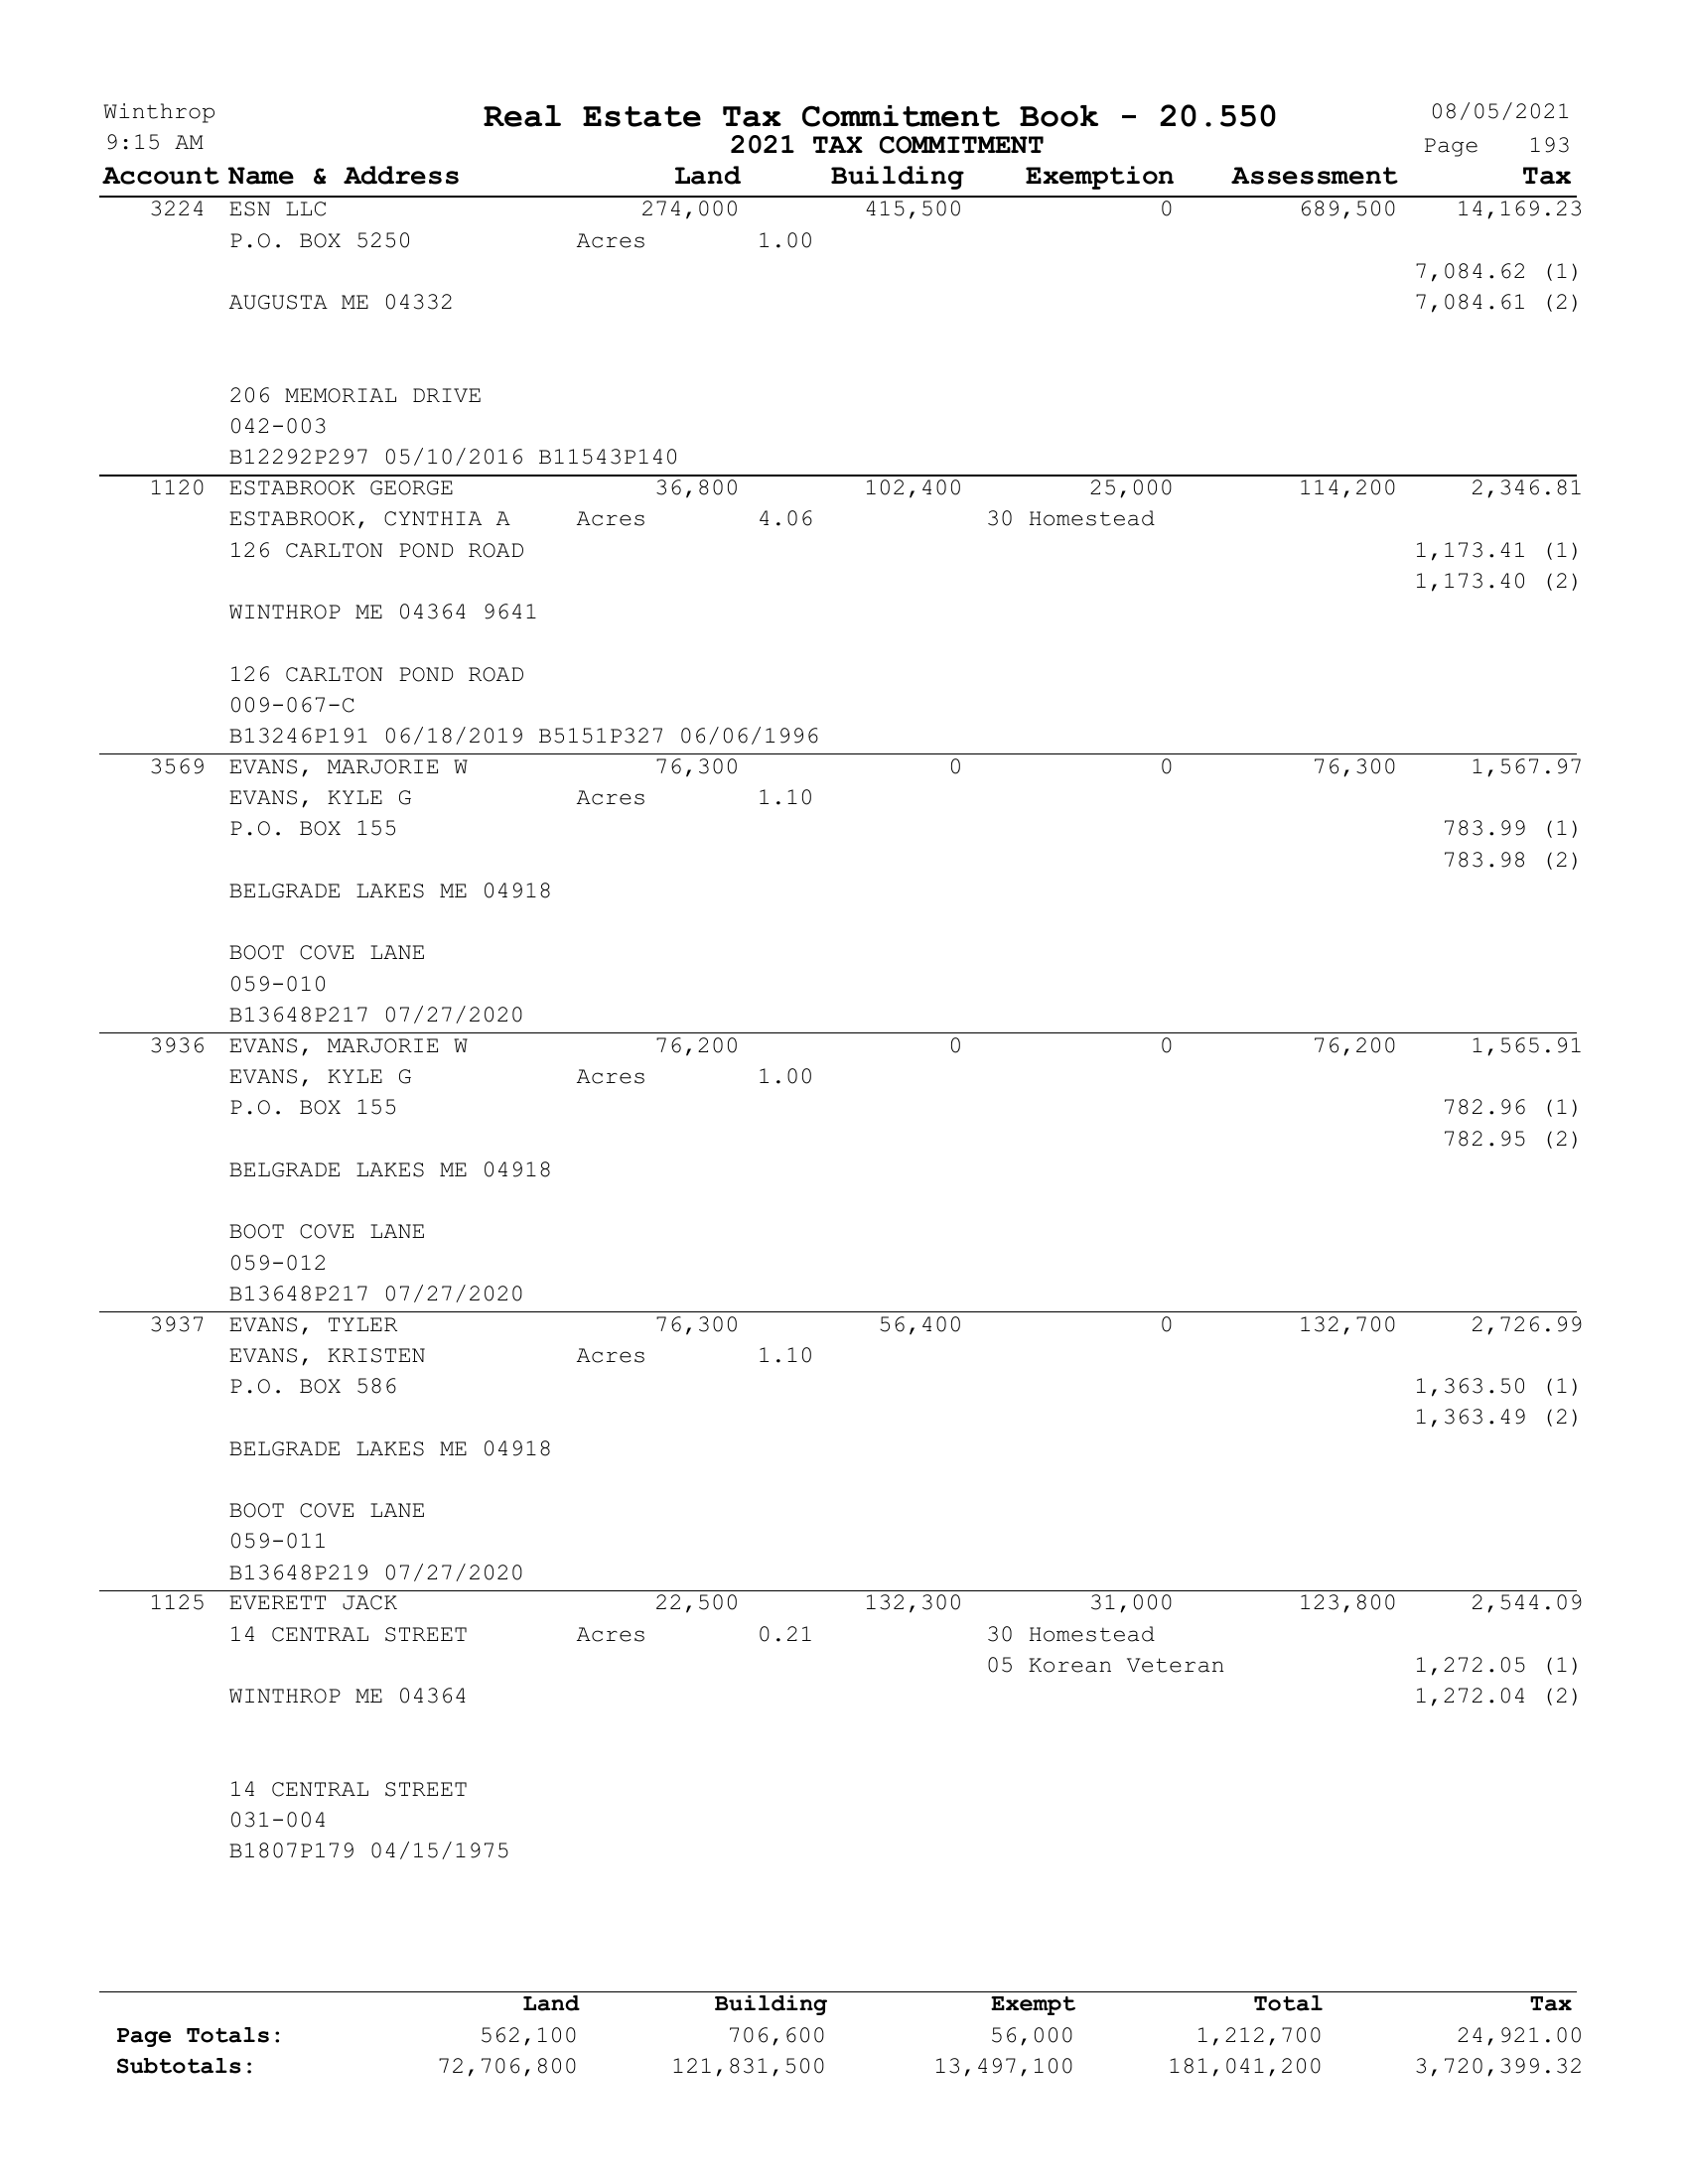 Winthrop Real Estate Tax Commitment Book - 20.550 08/05/2021
9:15 AM 2021 TAX COMMITMENT Page 193
Account Name & Address Land Building Exemption Assessment Tax
3224 ESN LLC 274,000 415,500 0 689,500 14,169.23
P.O. BOX 5250 Acres 1.00
7,084.62 (1)
AUGUSTA ME 04332 7,084.61 (2)
206 MEMORIAL DRIVE
042-003
B12292P297 05/10/2016 B11543P140
1120 ESTABROOK GEORGE 36,800 102,400 25,000 114,200 2,346.81
ESTABROOK, CYNTHIA A Acres 4.06 30 Homestead
126 CARLTON POND ROAD 1,173.41 (1)
1,173.40 (2)
WINTHROP ME 04364 9641
126 CARLTON POND ROAD
009-067-C
B13246P191 06/18/2019 B5151P327 06/06/1996
3569 EVANS, MARJORIE W 76,300 0 0 76,300 1,567.97
EVANS, KYLE G Acres 1.10
P.O. BOX 155 783.99 (1)
783.98 (2)
BELGRADE LAKES ME 04918
BOOT COVE LANE
059-010
B13648P217 07/27/2020
3936 EVANS, MARJORIE W 76,200 0 0 76,200 1,565.91
EVANS, KYLE G Acres 1.00
P.O. BOX 155 782.96 (1)
782.95 (2)
BELGRADE LAKES ME 04918
BOOT COVE LANE
059-012
B13648P217 07/27/2020
3937 EVANS, TYLER 76,300 56,400 0 132,700 2,726.99
EVANS, KRISTEN Acres 1.10
P.O. BOX 586 1,363.50 (1)
1,363.49 (2)
BELGRADE LAKES ME 04918
BOOT COVE LANE
059-011
B13648P219 07/27/2020
1125 EVERETT JACK 22,500 132,300 31,000 123,800 2,544.09
14 CENTRAL STREET Acres 0.21 30 Homestead
05 Korean Veteran 1,272.05 (1)
WINTHROP ME 04364 1,272.04 (2)
14 CENTRAL STREET
031-004
B1807P179 04/15/1975
Land Building Exempt Total Tax
Page Totals: 562,100 706,600 56,000 1,212,700 24,921.00
Subtotals: 72,706,800 121,831,500 13,497,100 181,041,200 3,720,399.32